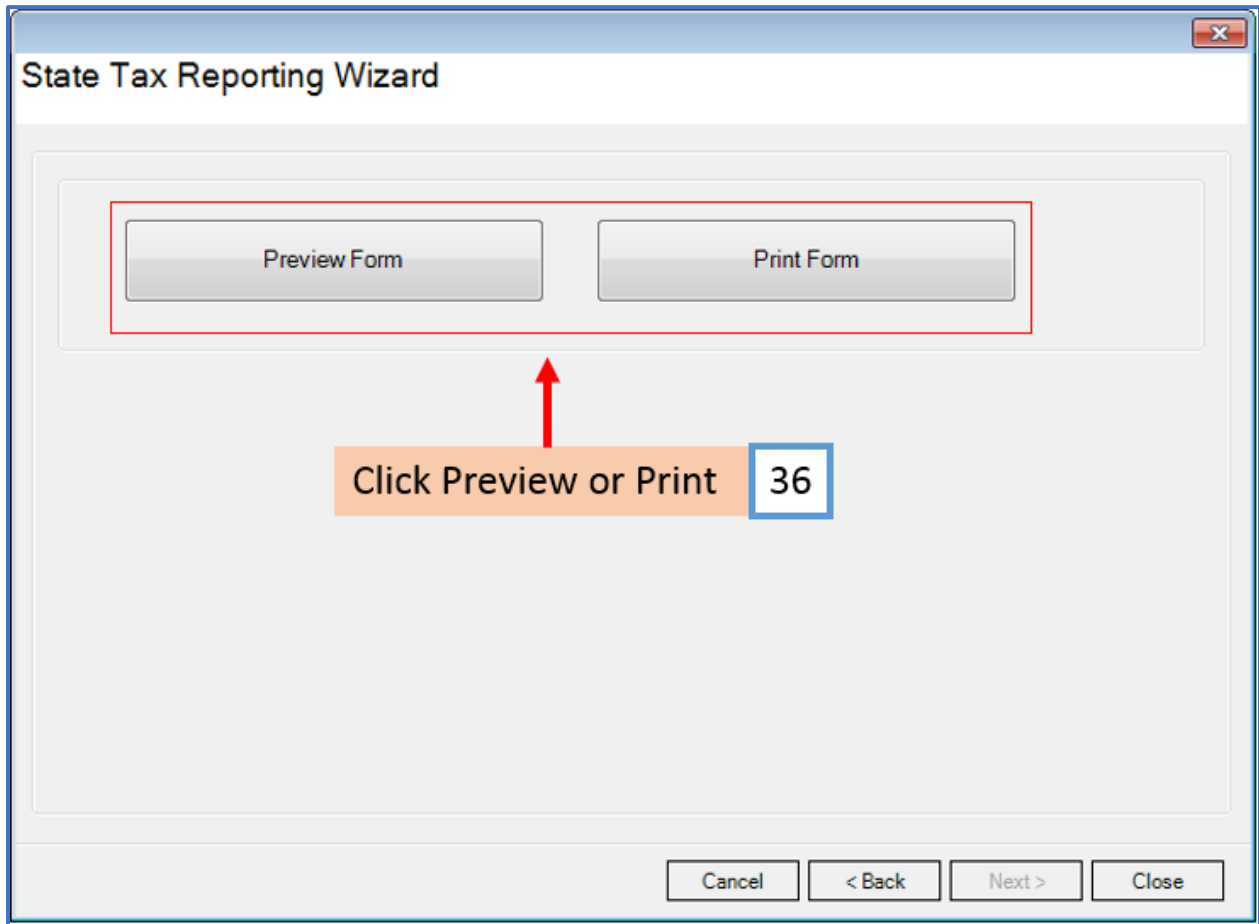 State Tax Reporting Wizard
Preview Form Print Form
Click Preview or Print 36
Cancel < Back Next > Close